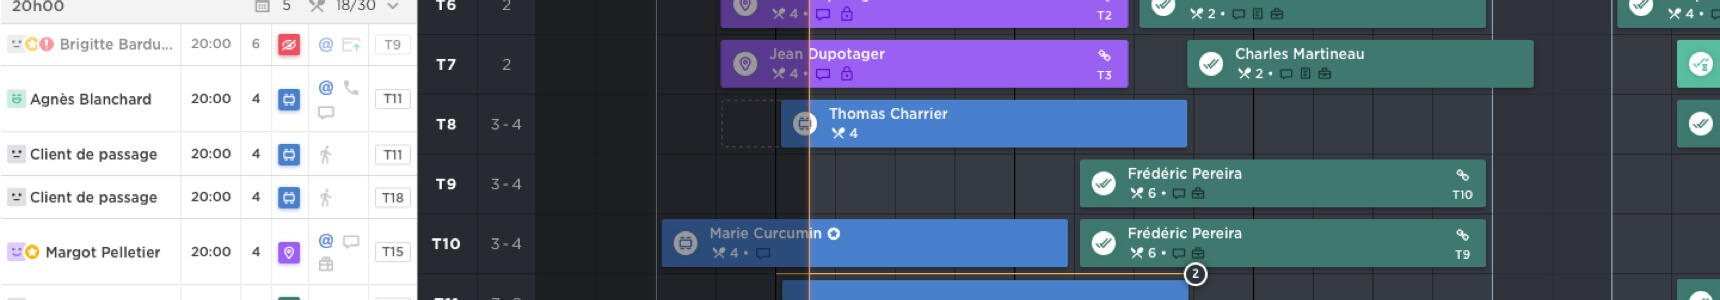 20h00 5 18/30
Brigitte Bardu... 20:00 6 @ T9
Agnès Blanchard 20:00 4 @ T11
Client de passage 20:00 4 T11
Client de passage 20:00 4 T18
Margot Pelletier 20:00 4 @ T15
T6 2
4 • T2
2 •
4 •
T7 2
Jean Dupotager
4 • T3
Charles Martineau
2 •
T8 3-4
Thomas Charrier
4
T9 3-4
Frédéric Pereira
6 • T10
T10 3-4
Marie Curcumin
4 •
Frédéric Pereira
6 • T9
2